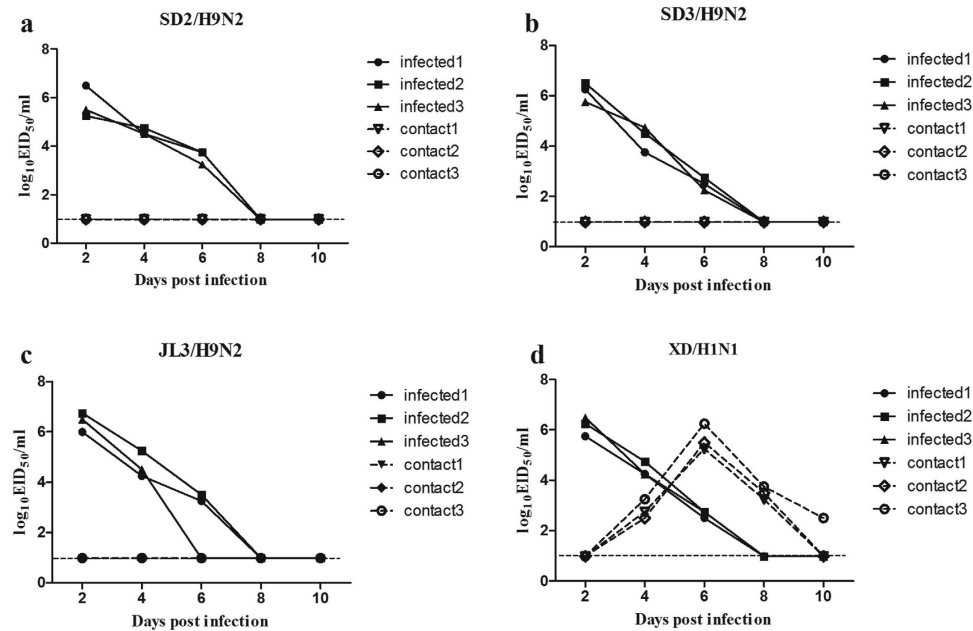 a
SD2/H9N2
8
6
4
2
0
log10EID50/ml
2 4 6 8 10
Days post infection
infected1
infected2
infected3
contact1
contact2
contact3
b
SD3/H9N2
8
6
4
2
0
log10EID50/ml
2 4 6 8 10
Days post infection
infected1
infected2
infected3
contact1
contact2
contact3
c
JL3/H9N2
8
6
4
2
0
log10EID50/ml
2 4 6 8 10
Days post infection
infected1
infected2
infected3
contact1
contact2
contact3
d
XD/H1N1
8
6
4
2
0
log10EID50/ml
2 4 6 8 10
Days post infection
infected1
infected2
infected3
contact1
contact2
contact3